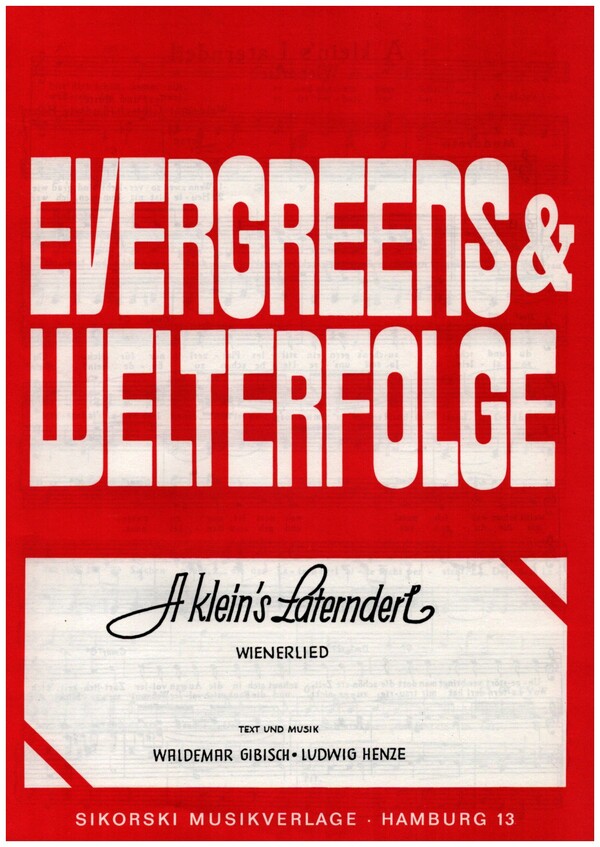 EVERGREENS &
WELTERFOLGE
A klein's Laternderl
WIENERLIED
TEXT UND MUSIK
WALDEMAR GIBISCH • LUDWIG HENZE
SIKORSKI MUSIKVERLAGE · HAMBURG 13